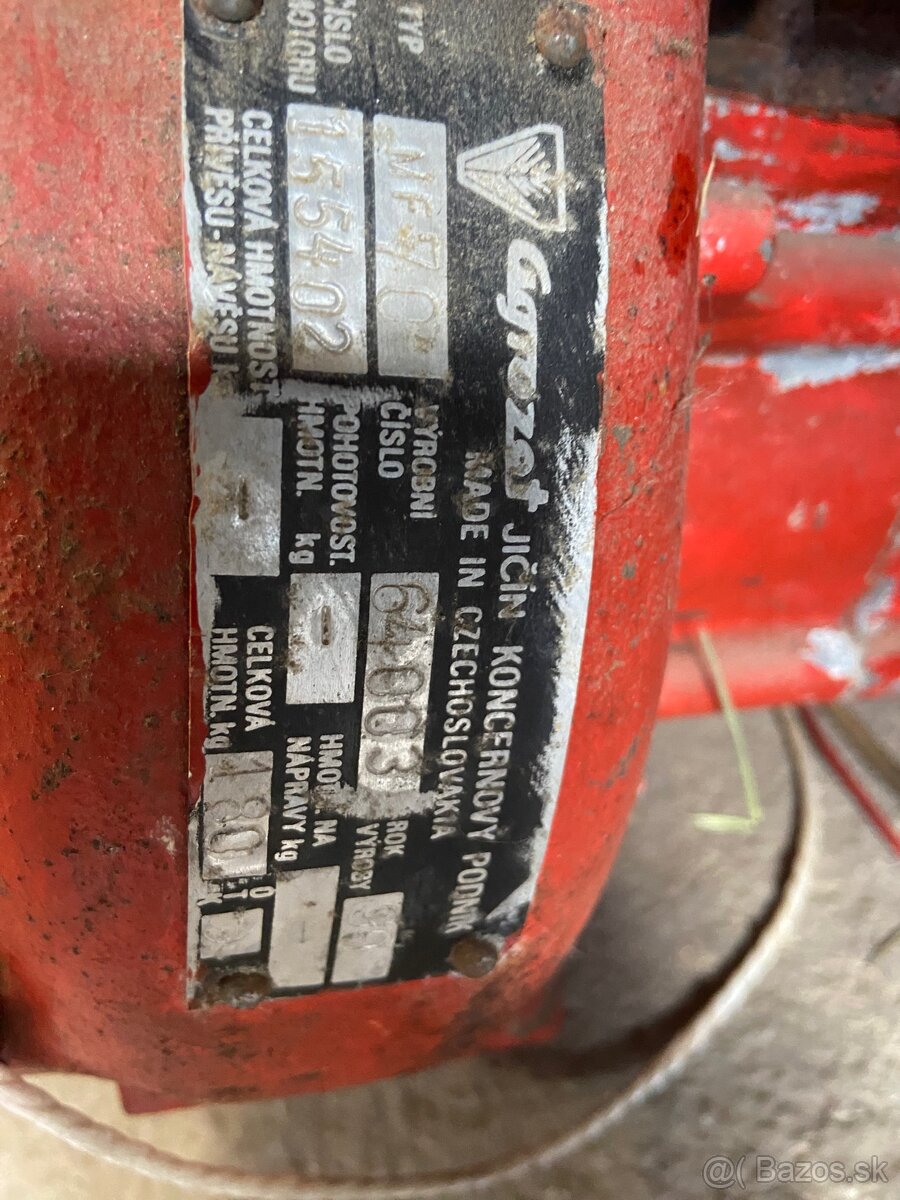 Agrozet JIČÍN KONCERNOVÝ PODNIK
MADE IN CZECHOSLOVAKIA
TYP MF 70 VÝROBNÍ ČÍSLO 64003 ROK VÝROBY
ČÍSLO MOTORU 155402 POHOTOVOST. HMOTN. kg - HMOT. NA NÁPRAVY kg -
CELKOVÁ HMOTNOST PŘÍVĚSU-NÁVĚSU - CELKOVÁ HMOTN. kg 180 O T K
@( Bazos.sk